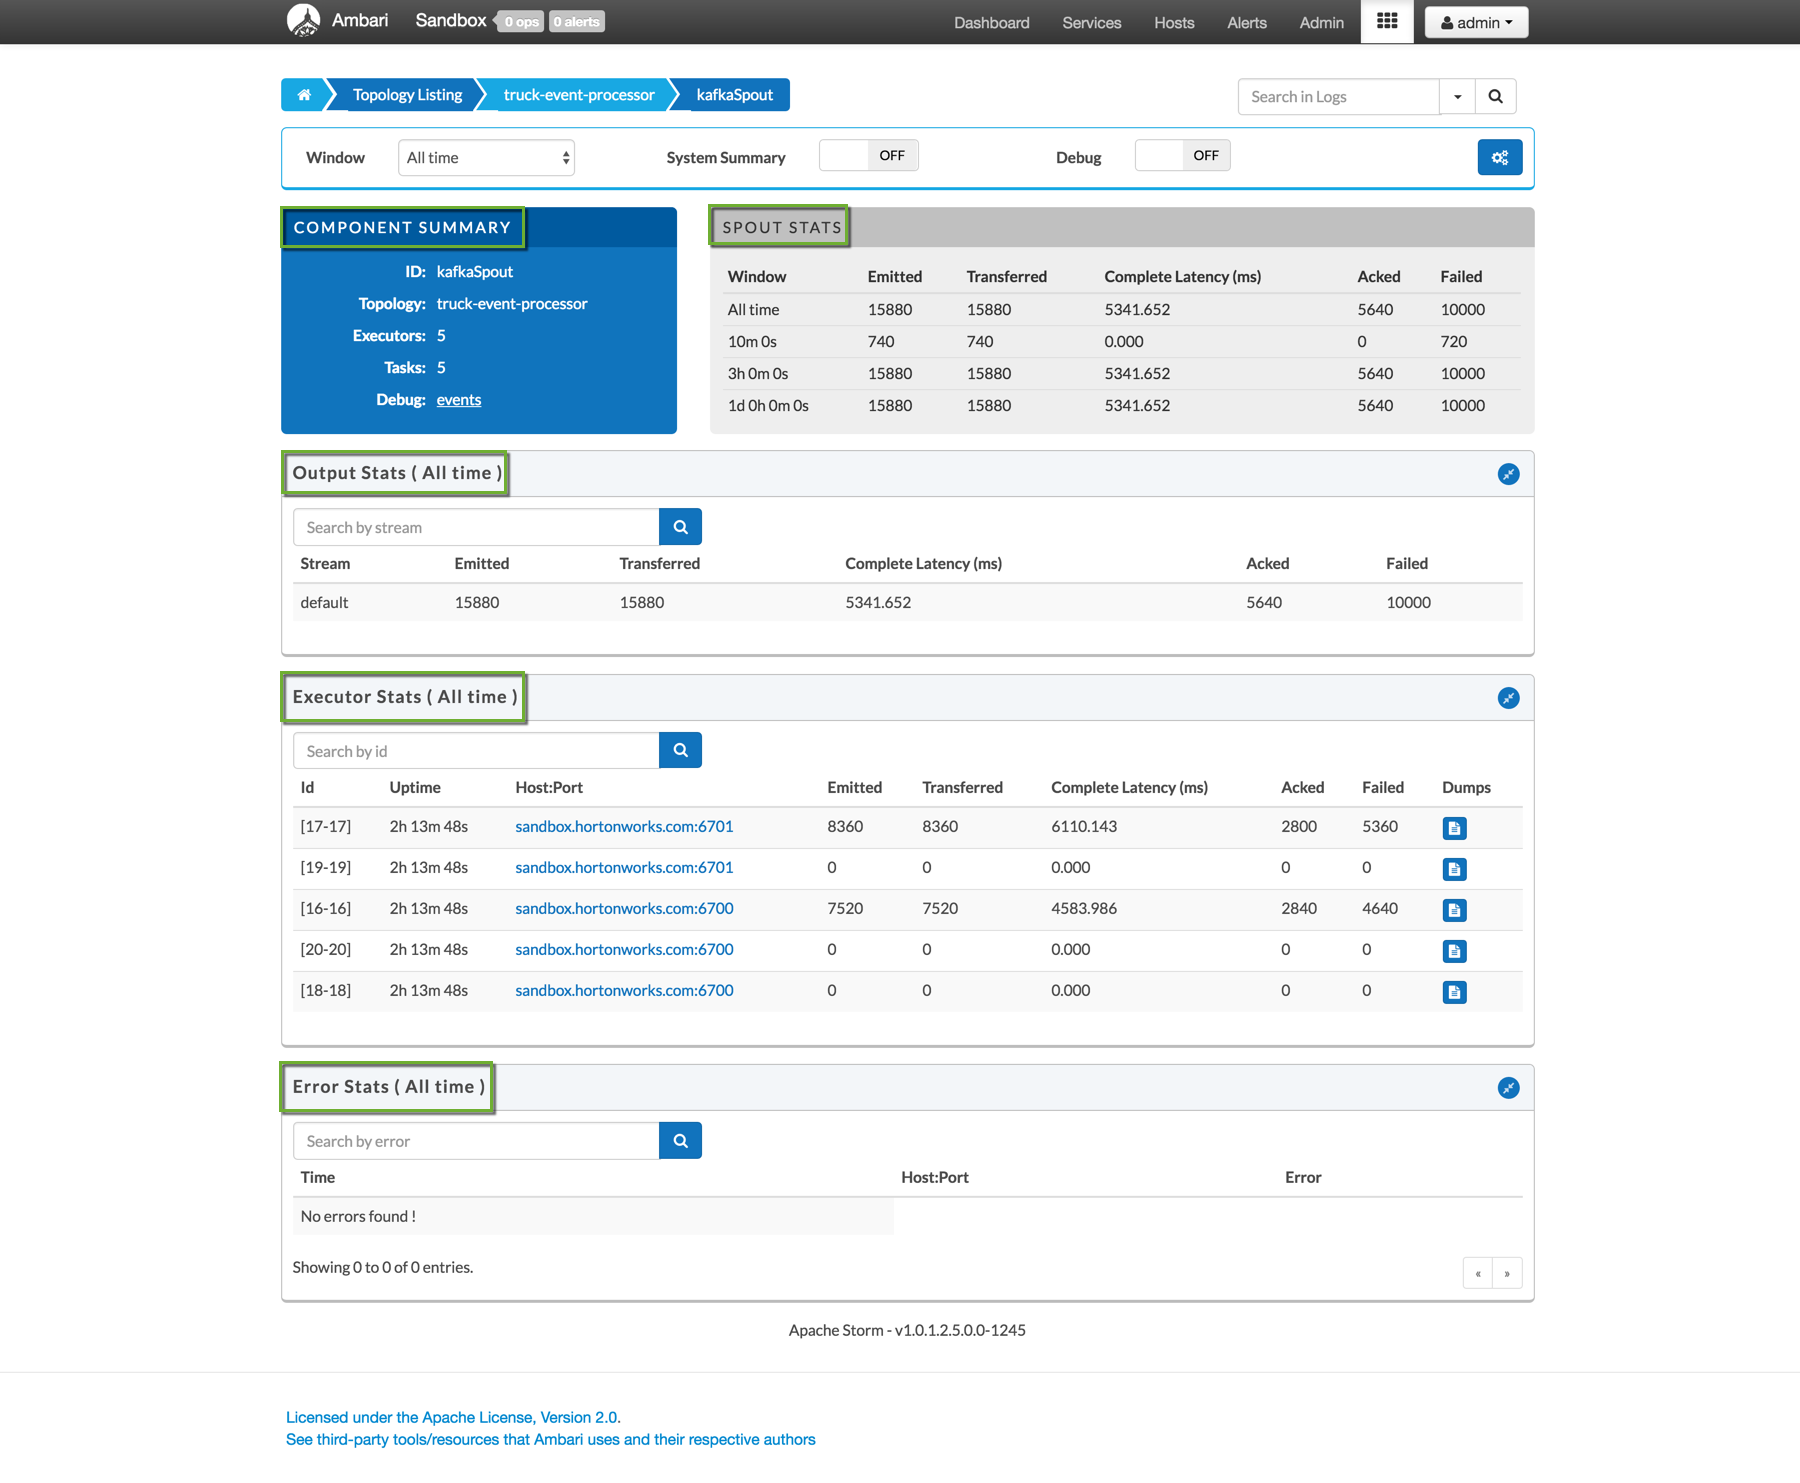 Ambari Sandbox 0 ops 0 alerts Dashboard Services Hosts Alerts Admin admin
Topology Listing truck-event-processor kafkaSpout Search in Logs
Window All time System Summary OFF Debug OFF
COMPONENT SUMMARY
ID: kafkaSpout
Topology: truck-event-processor
Executors: 5
Tasks: 5
Debug: events
SPOUT STATS
Window Emitted Transferred Complete Latency (ms) Acked Failed
All time 15880 15880 5341.652 5640 10000
10m 0s 740 740 0.000 0 720
3h 0m 0s 15880 15880 5341.652 5640 10000
1d 0h 0m 0s 15880 15880 5341.652 5640 10000
Output Stats ( All time )
Search by stream
Stream Emitted Transferred Complete Latency (ms) Acked Failed
default 15880 15880 5341.652 5640 10000
Executor Stats ( All time )
Search by id
Id Uptime Host:Port Emitted Transferred Complete Latency (ms) Acked Failed Dumps
[17-17] 2h 13m 48s sandbox.hortonworks.com:6701 8360 8360 6110.143 2800 5360
[19-19] 2h 13m 48s sandbox.hortonworks.com:6701 0 0 0.000 0 0
[16-16] 2h 13m 48s sandbox.hortonworks.com:6700 7520 7520 4583.986 2840 4640
[20-20] 2h 13m 48s sandbox.hortonworks.com:6700 0 0 0.000 0 0
[18-18] 2h 13m 48s sandbox.hortonworks.com:6700 0 0 0.000 0 0
Error Stats ( All time )
Search by error
Time Host:Port Error
No errors found !
Showing 0 to 0 of 0 entries.
« »
Apache Storm - v1.0.1.2.5.0.0-1245
Licensed under the Apache License, Version 2.0.
See third-party tools/resources that Ambari uses and their respective authors